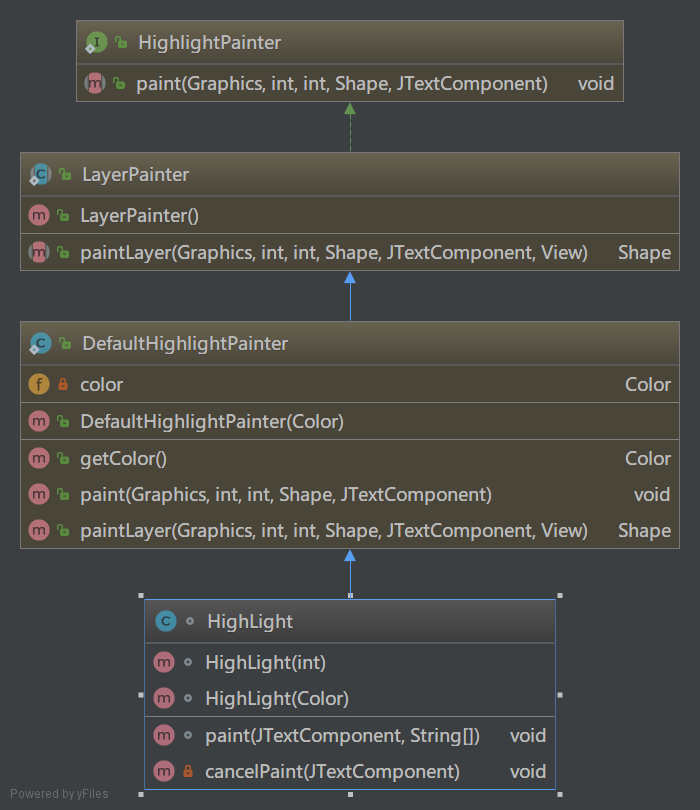 HighlightPainter
paint(Graphics, int, int, Shape, JTextComponent) void
LayerPainter
LayerPainter()
paintLayer(Graphics, int, int, Shape, JTextComponent, View) Shape
DefaultHighlightPainter
color Color
DefaultHighlightPainter(Color)
getColor() Color
paint(Graphics, int, int, Shape, JTextComponent) void
paintLayer(Graphics, int, int, Shape, JTextComponent, View) Shape
HighLight
HighLight(int)
HighLight(Color)
paint(JTextComponent, String[]) void
cancelPaint(JTextComponent) void
Powered by yFiles